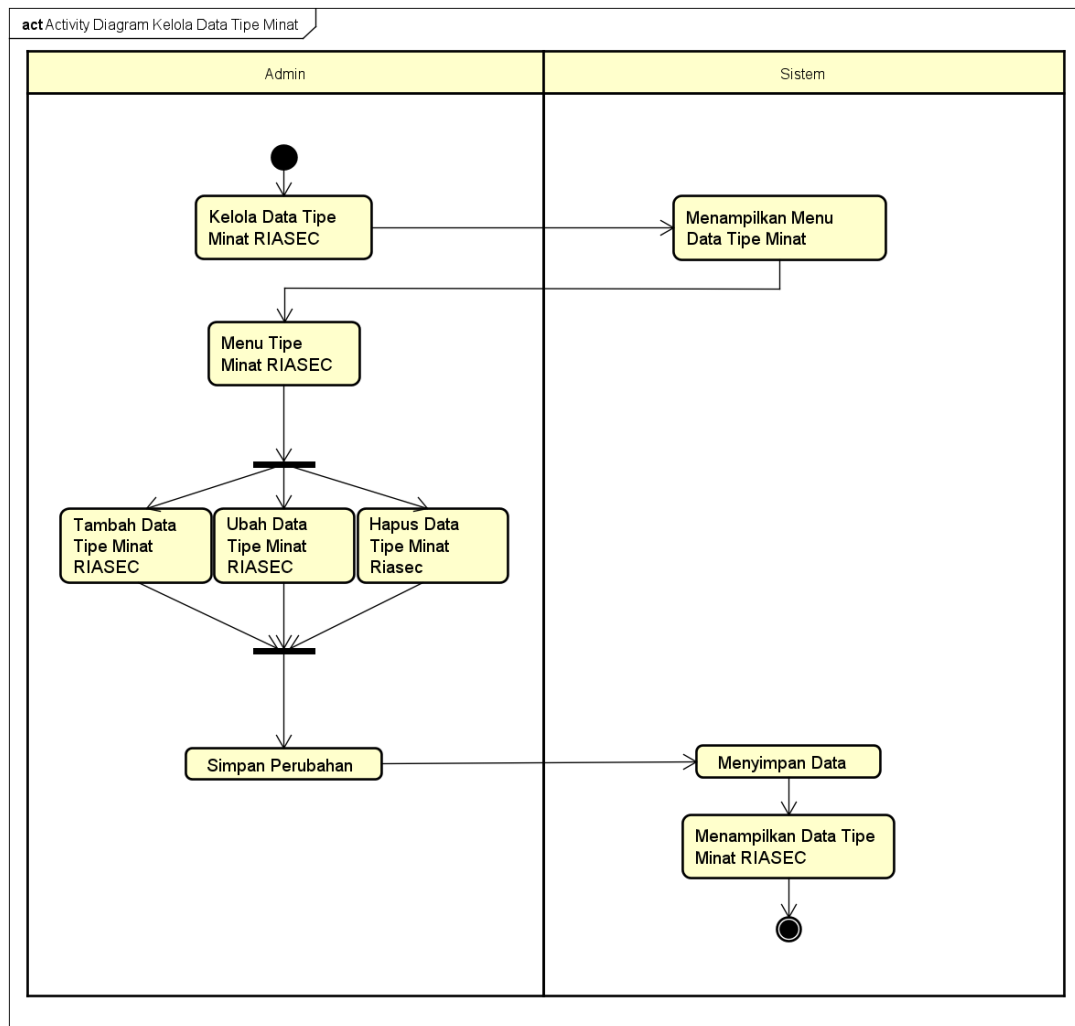 act Activity Diagram Kelola Data Tipe Minat
Admin
Sistem
Kelola Data Tipe
Minat RIASEC
Menampilkan Menu
Data Tipe Minat
Menu Tipe
Minat RIASEC
Tambah Data
Tipe Minat
RIASEC
Ubah Data
Tipe Minat
RIASEC
Hapus Data
Tipe Minat
Riasec
Simpan Perubahan
Menyimpan Data
Menampilkan Data Tipe
Minat RIASEC